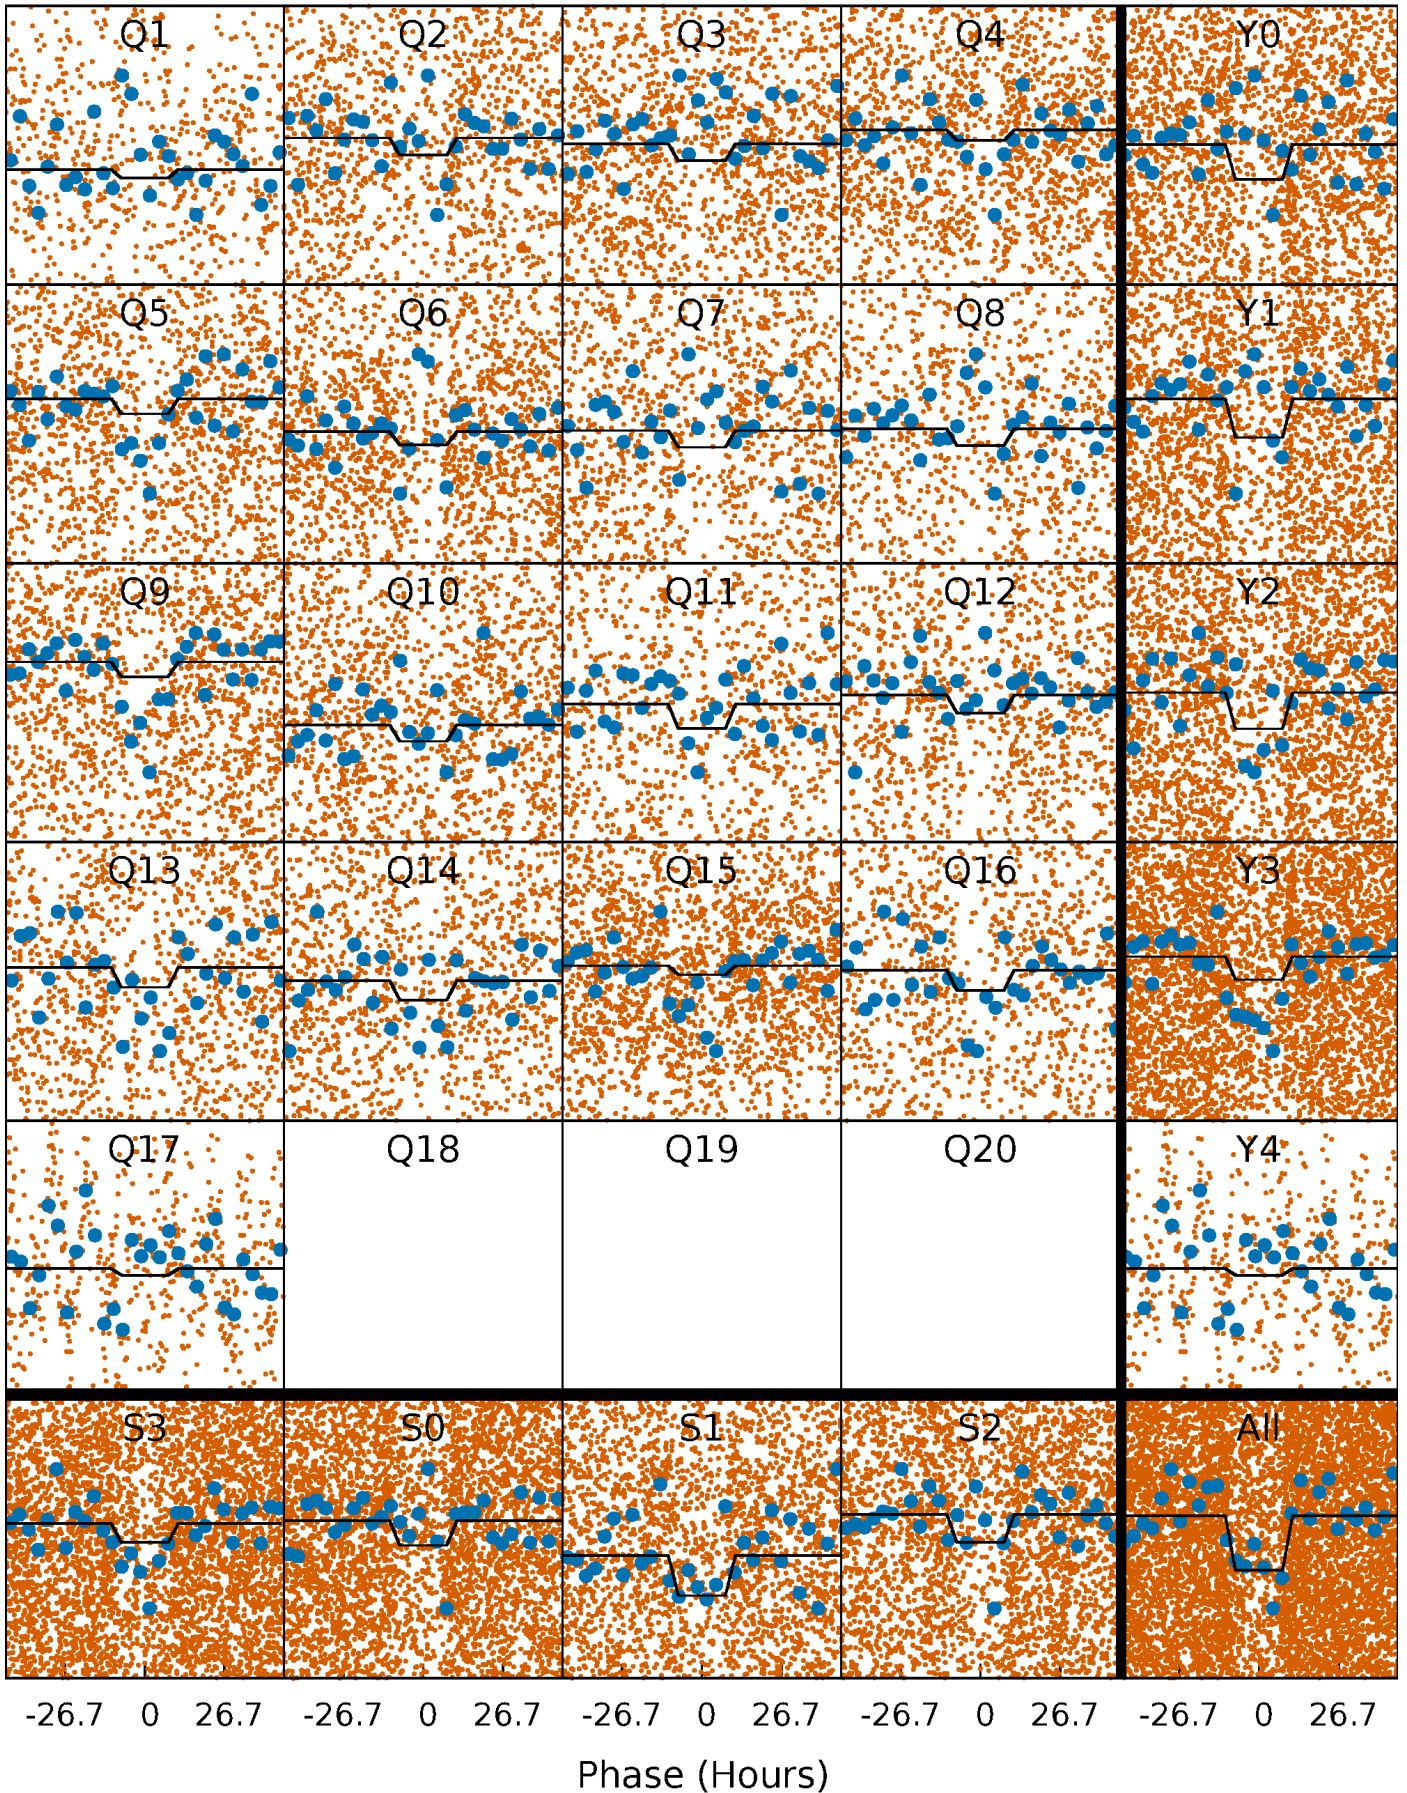 Q1 Q2 Q3 Q4 Y0
Q5 Q6 Q7 Q8 Y1
Q9 Q10 Q11 Q12 Y2
Q13 Q14 Q15 Q16 Y3
Q17 Q18 Q19 Q20 Y4
S3 S0 S1 S2 All
-26.7 0 26.7 -26.7 0 26.7 -26.7 0 26.7 -26.7 0 26.7 -26.7 0 26.7
Phase (Hours)